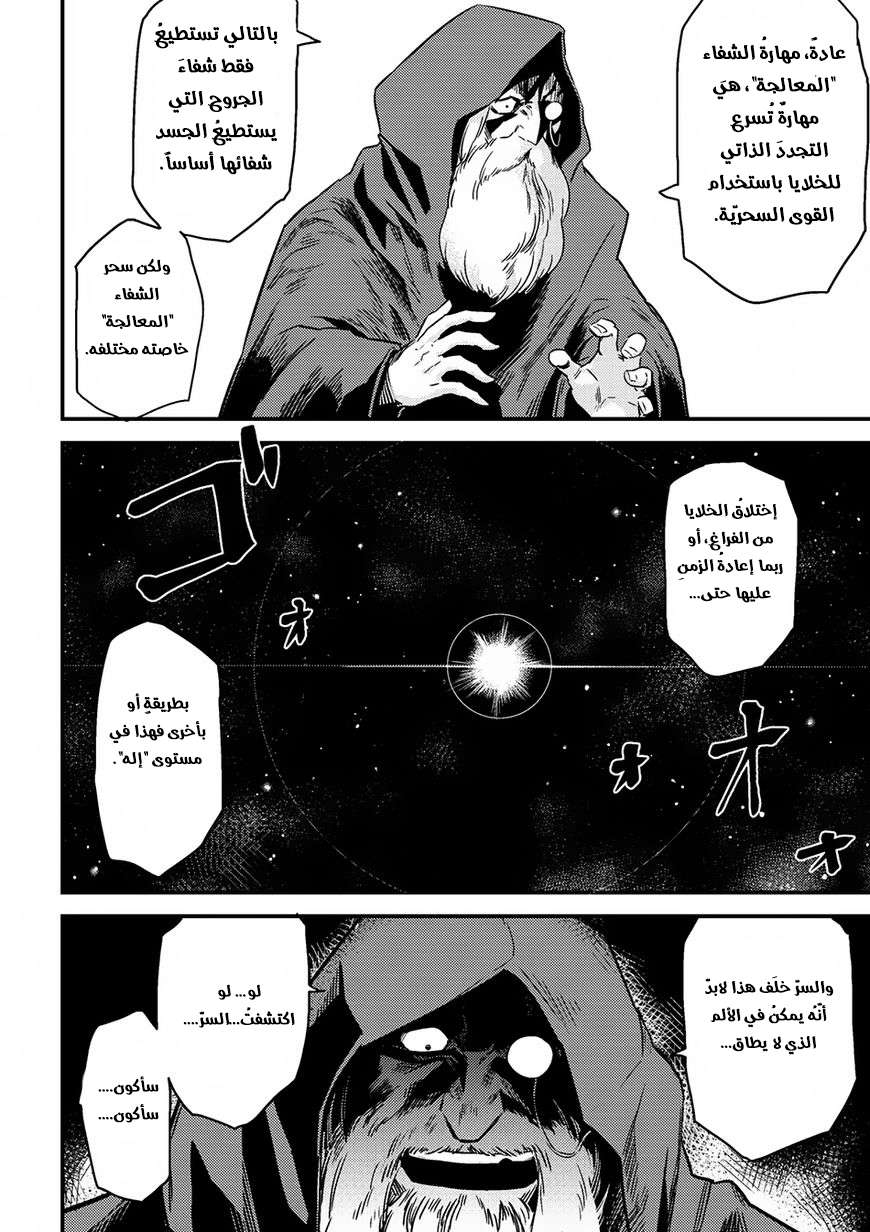 عادةً، مهارةُ الشفاء
"المعالجة"، هيَ
مهارةٌ تُسرع
التجددَ الذاتي
للخلايا باستخدام
القوى السحريّة.
بالتالي تستطيعُ
فقط شفاءَ
الجروح التي
يستطيعُ الجسد
شفائها أساساً.
ولكن سحر
الشفاء
"المعالجة"
خاصته مختلفه.
ゴ
オ
オ
オ
オ
إختلاقُ الخلايا
من الفراغ، أو
ربما إعادةُ الزمنِ
عليها حتى...
بطريقةٍ أو
بأخرى فهذا في
مستوى "إله".
والسرّ خلَف هذا لابدّ
أنّهُ يمكنُ في الألم
الذي لا يطاق...
لو... لو
اكتشفتُ...السرّ....
سأكون....
سأكون....